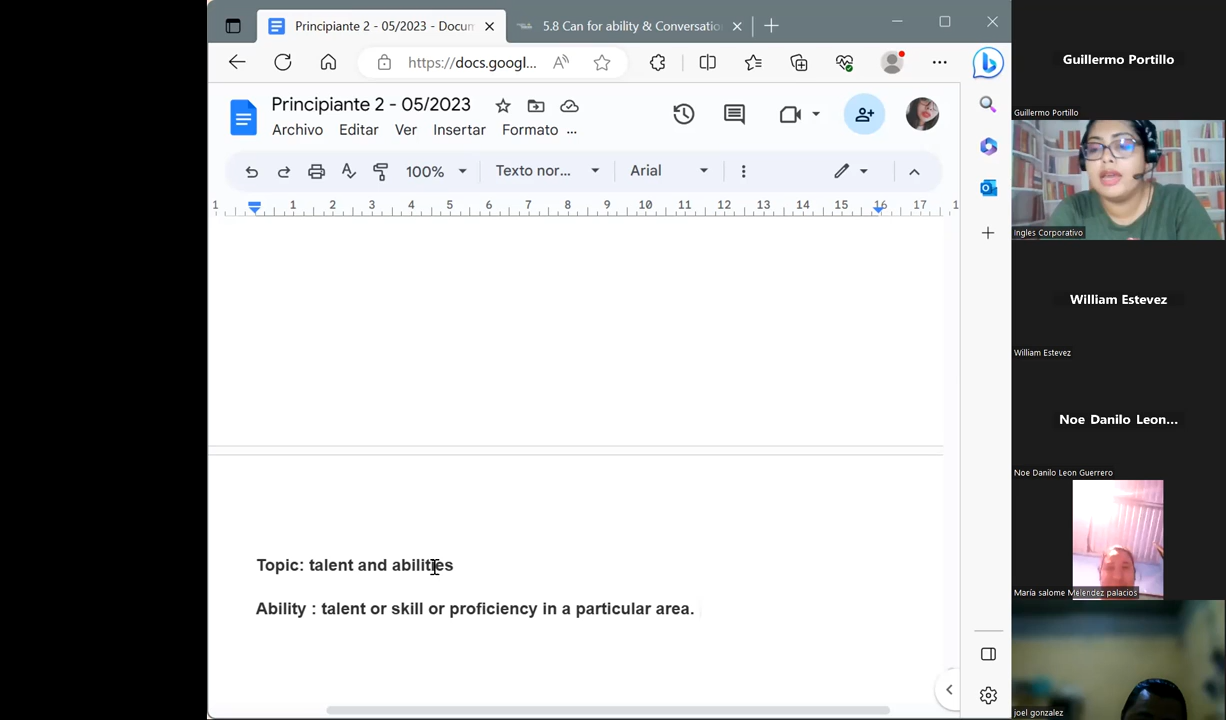 Principiante 2 - 05/2023 - Docum
5.8 Can for ability & Conversatio
https://docs.googl...
Principiante 2 - 05/2023
Archivo Editar Ver Insertar Formato ...
100% Texto nor... Arial
1 1 2 3 4 5 6 7 8 9 10 11 12 13 14 15 16 17 1
Topic: talent and abilities
Ability : talent or skill or proficiency in a particular area.
Guillermo Portillo
Guillermo Portillo
Ingles Corporativo
William Estevez
William Estevez
Noe Danilo Leon...
Noe Danilo Leon Guerrero
María salome Melendez palacios
joel gonzalez